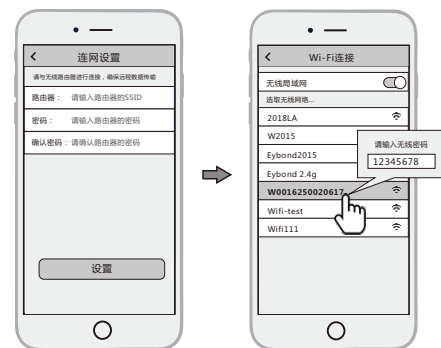 连网设置
请与无线路由器进行连接，确保远程数据传输
路由器： 请输入路由器的SSID
密码： 请输入路由器的密码
确认密码： 请确认路由器的密码
设置
Wi-Fi连接
无线局域网
选取无线网络...
2018LA
W2015
Eybond2015
Eybond 2.4g
W0016250020617
Wifi-test
Wifi111
请输入无线密码
12345678